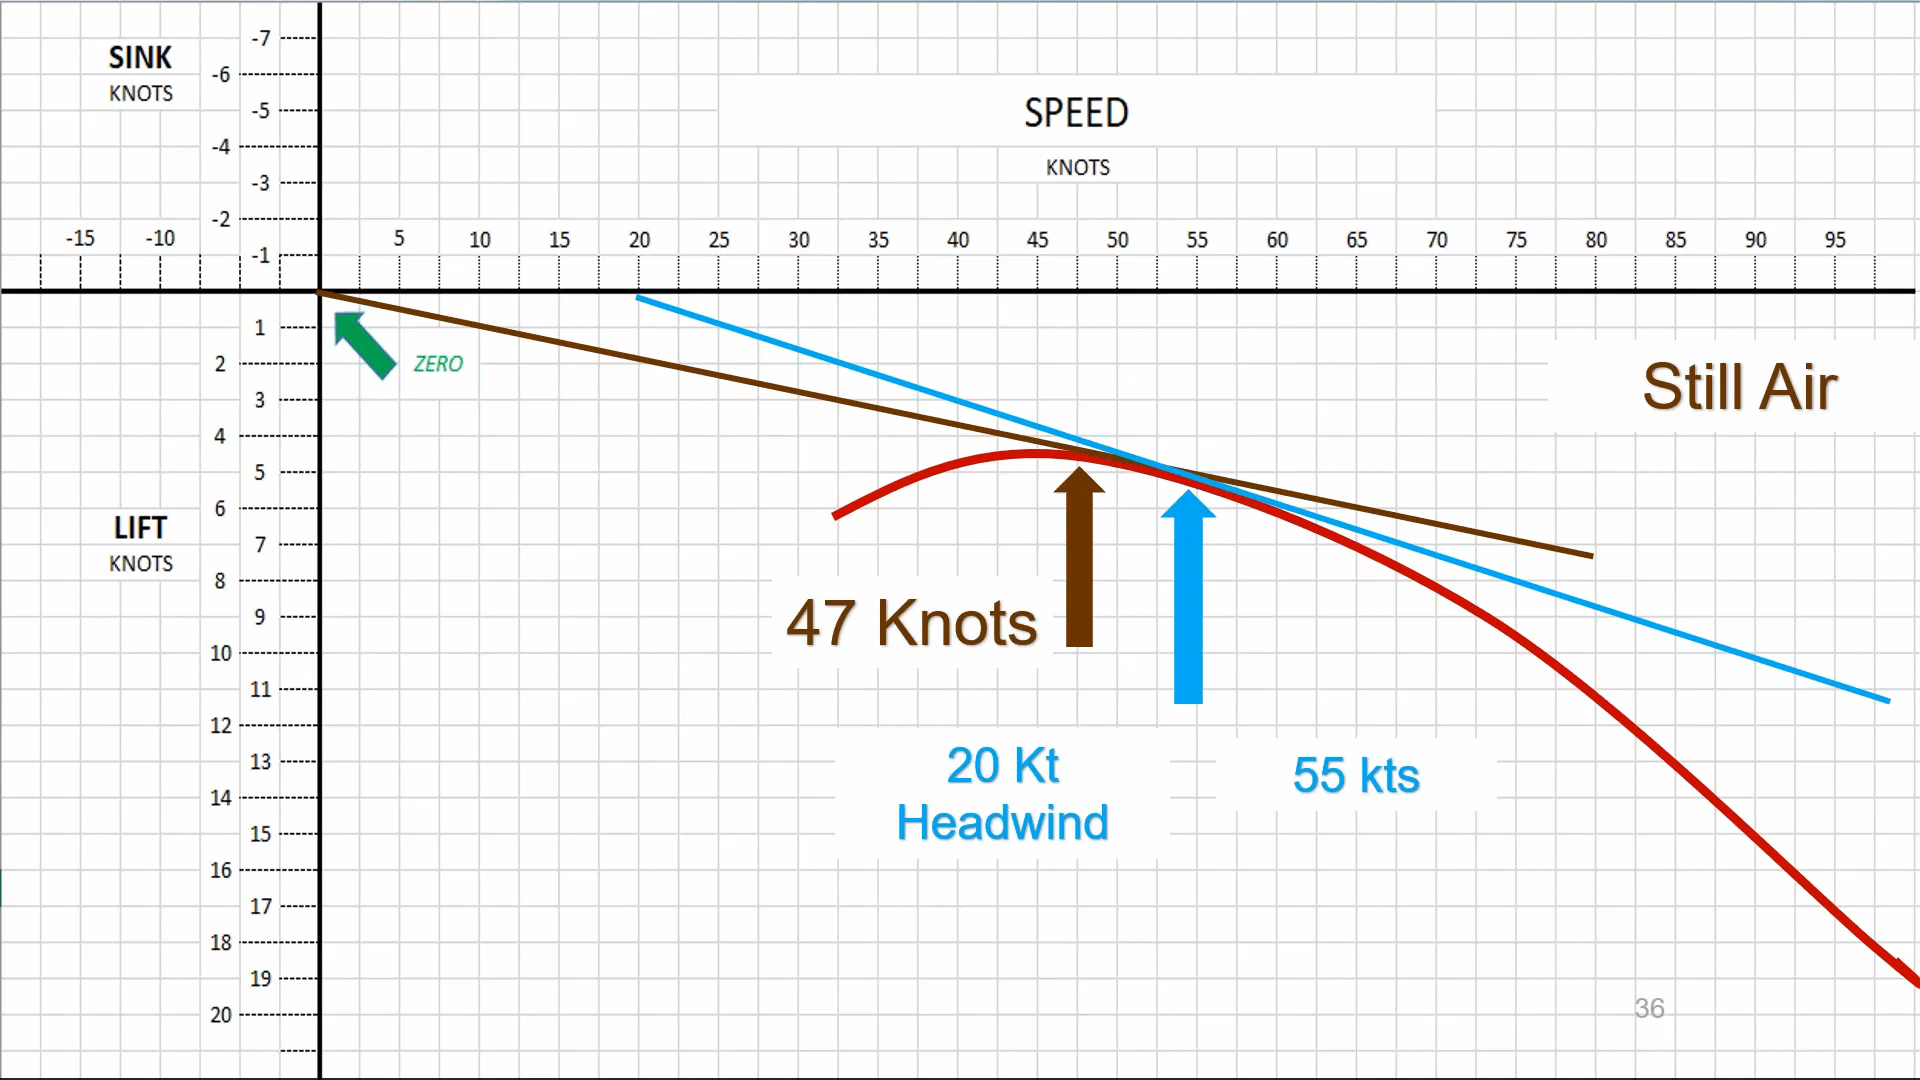 SINK
KNOTS
-7
-6
-5
-4
-3
-2
-1
SPEED
KNOTS
-15 -10 5 10 15 20 25 30 35 40 45 50 55 60 65 70 75 80 85 90 95
ZERO
Still Air
LIFT
KNOTS
1
2
3
4
5
6
7
8
9
10
11
12
13
14
15
16
17
18
19
20
47 Knots
20 Kt
Headwind
55 kts
36